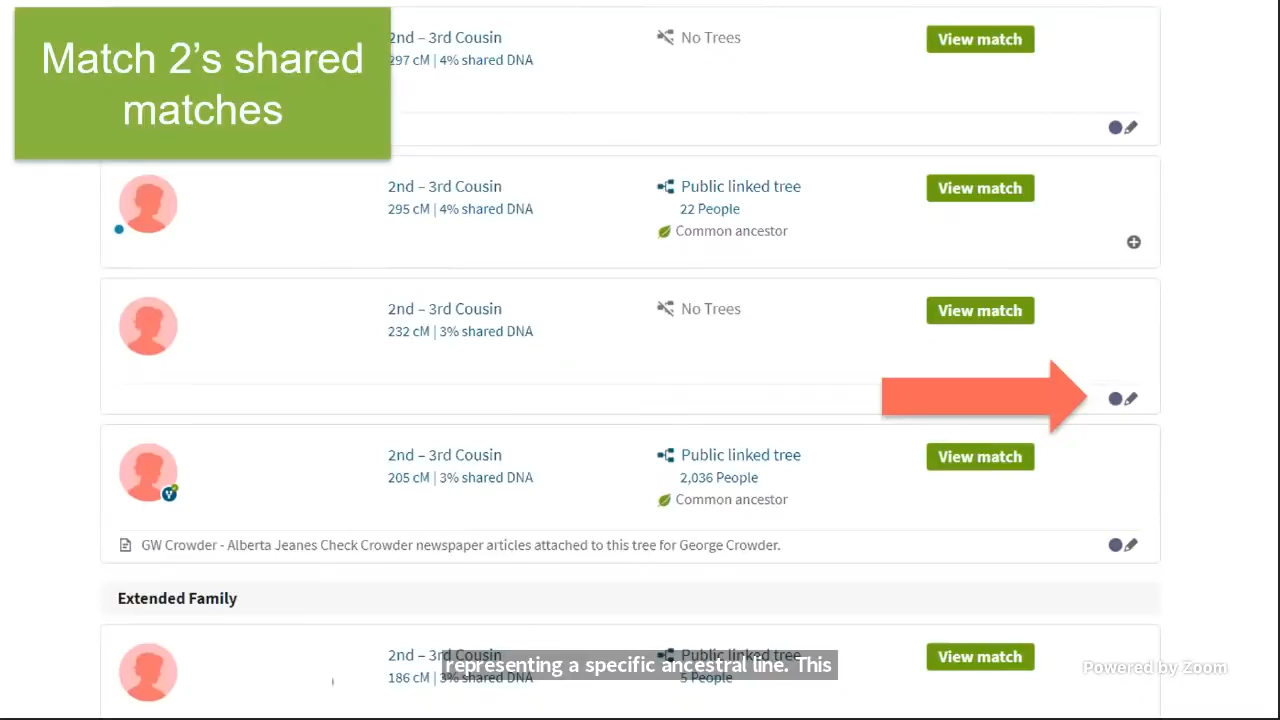 Match 2’s shared
matches
2nd – 3rd Cousin
297 cM | 4% shared DNA
No Trees
View match
2nd – 3rd Cousin
295 cM | 4% shared DNA
Public linked tree
22 People
Common ancestor
View match
2nd – 3rd Cousin
232 cM | 3% shared DNA
No Trees
View match
2nd – 3rd Cousin
205 cM | 3% shared DNA
Public linked tree
2,036 People
Common ancestor
View match
GW Crowder - Alberta Jeanes Check Crowder newspaper articles attached to this tree for George Crowder.
Extended Family
2nd – 3rd Cousin
186 cM | 3% shared DNA
Public linked tree
5 People
View match
representing a specific ancestral line. This
Powered by Zoom